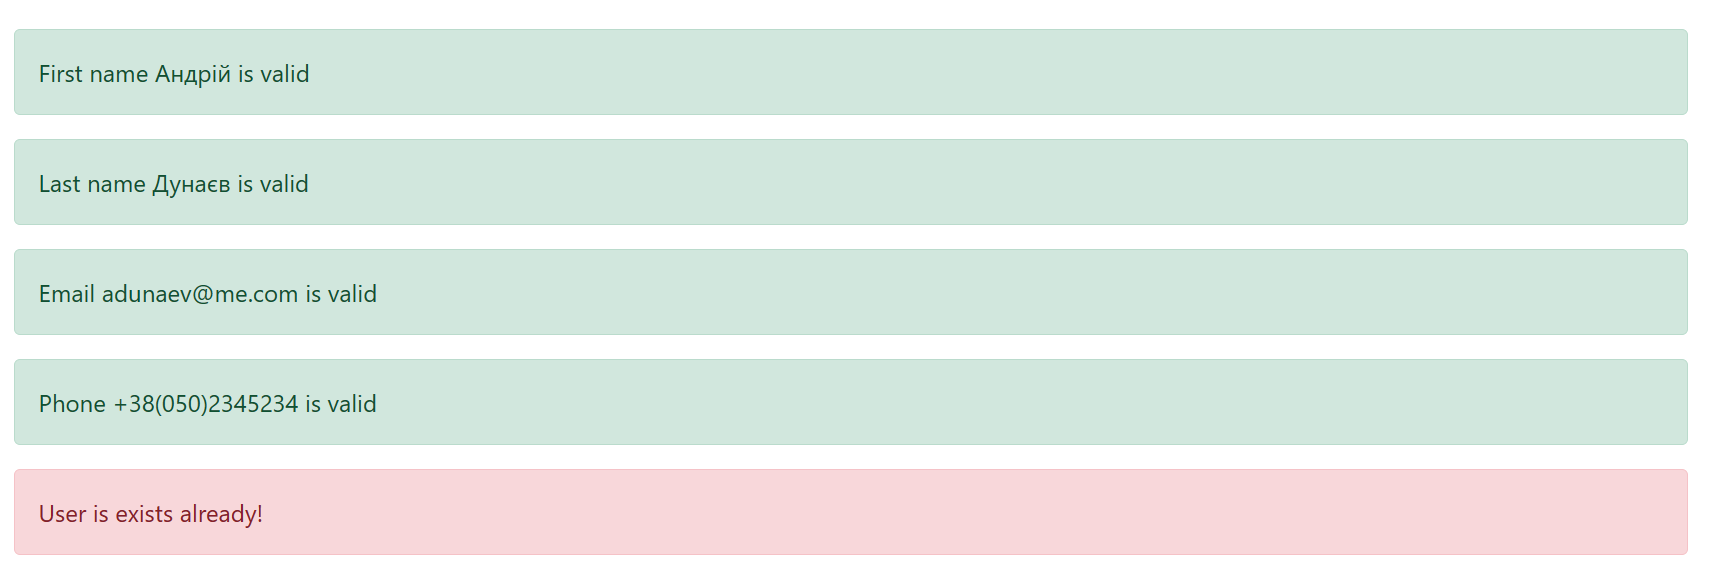 First name Андрій is valid
Last name Дунаєв is valid
Email adunaev@me.com is valid
Phone +38(050)2345234 is valid
User is exists already!